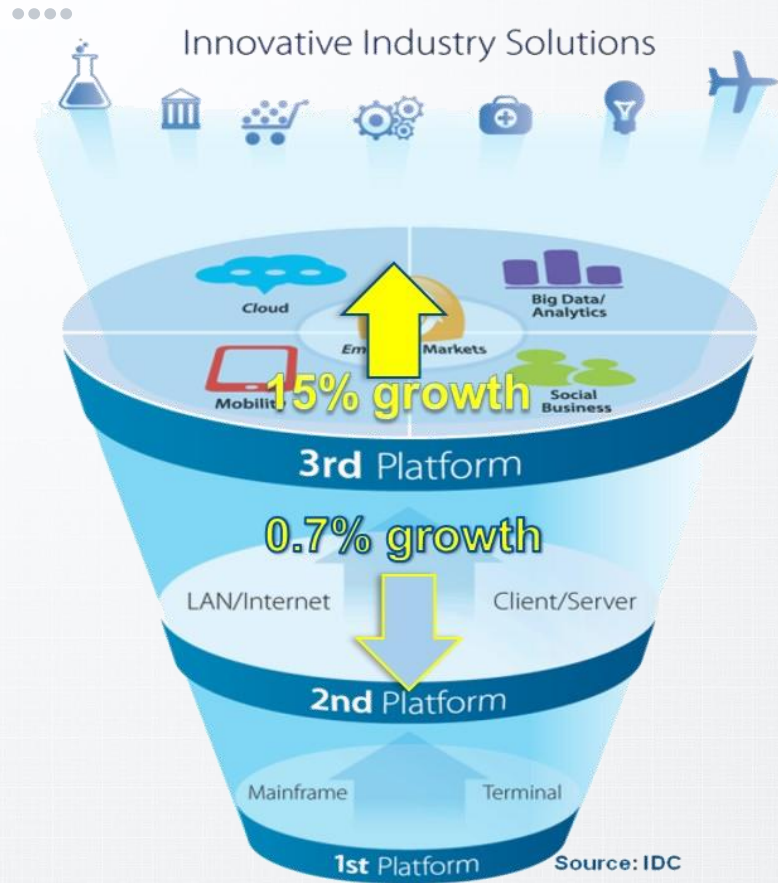 Innovative Industry Solutions
Cloud
Big Data/
Analytics
Markets
15% growth
Social
Business
3rd Platform
0.7% growth
LAN/Internet
Client/Server
2nd Platform
Mainframe
Terminal
1st Platform
Source: IDC